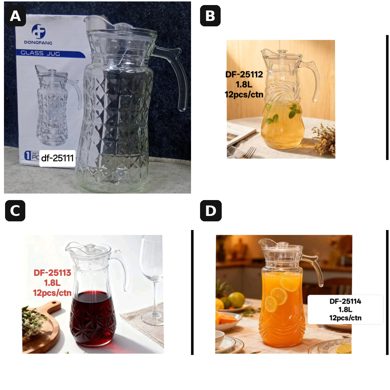 A
DONGFANG
GLASS JUG
df-25111
B
DF-25112
1.8L
12pcs/ctn
C
DF-25113
1.8L
12pcs/ctn
D
DF-25114
1.8L
12pcs/ctn